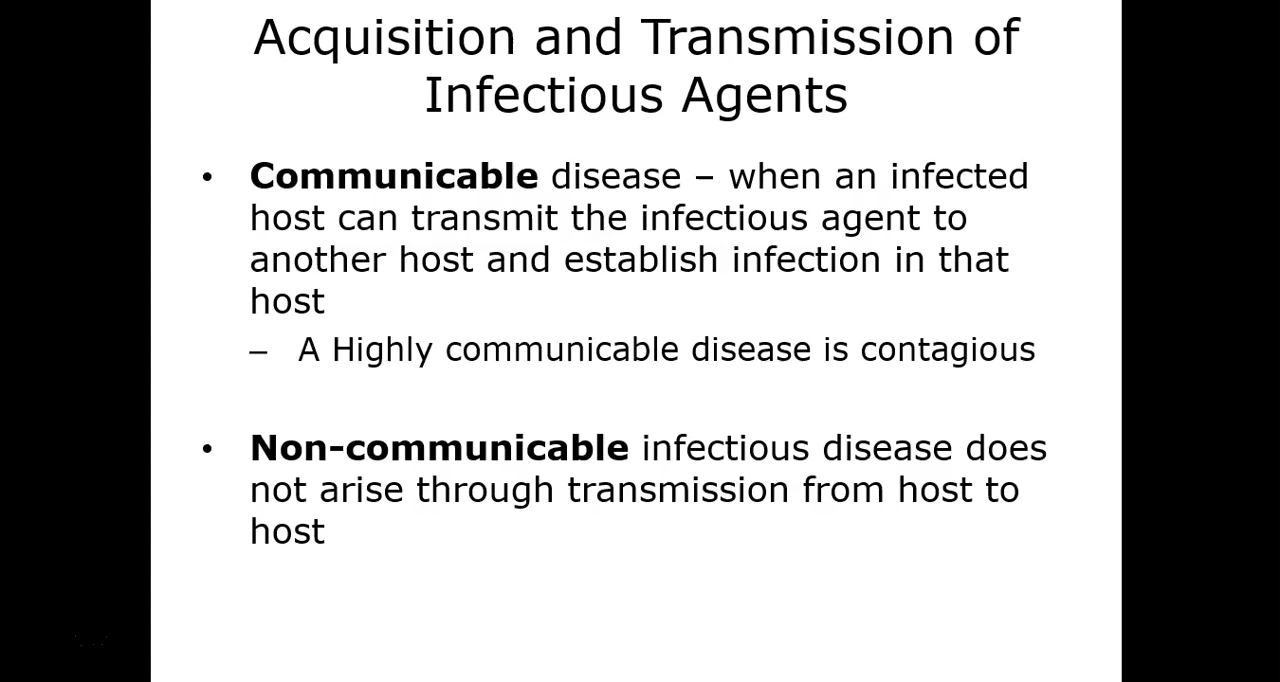 Acquisition and Transmission of
Infectious Agents
• Communicable disease – when an infected
host can transmit the infectious agent to
another host and establish infection in that
host
– A Highly communicable disease is contagious
• Non-communicable infectious disease does
not arise through transmission from host to
host